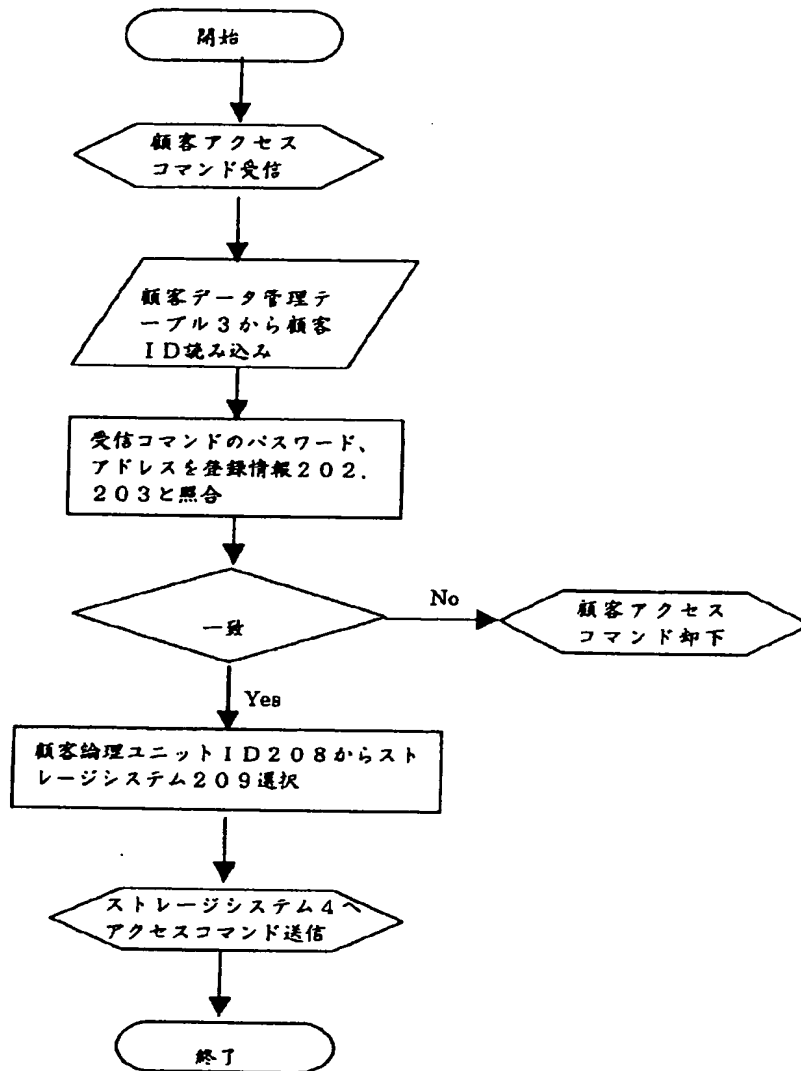 開始
顧客アクセス
コマンド受信
顧客データ管理テ
ーブル3から顧客
ID読み込み
受信コマンドのパスワード、
アドレスを登録情報202.
203と照合
一致
No
顧客アクセス
コマンド却下
Yes
顧客論理ユニットID208からスト
レージシステム209選択
ストレージシステム4へ
アクセスコマンド送信
終了